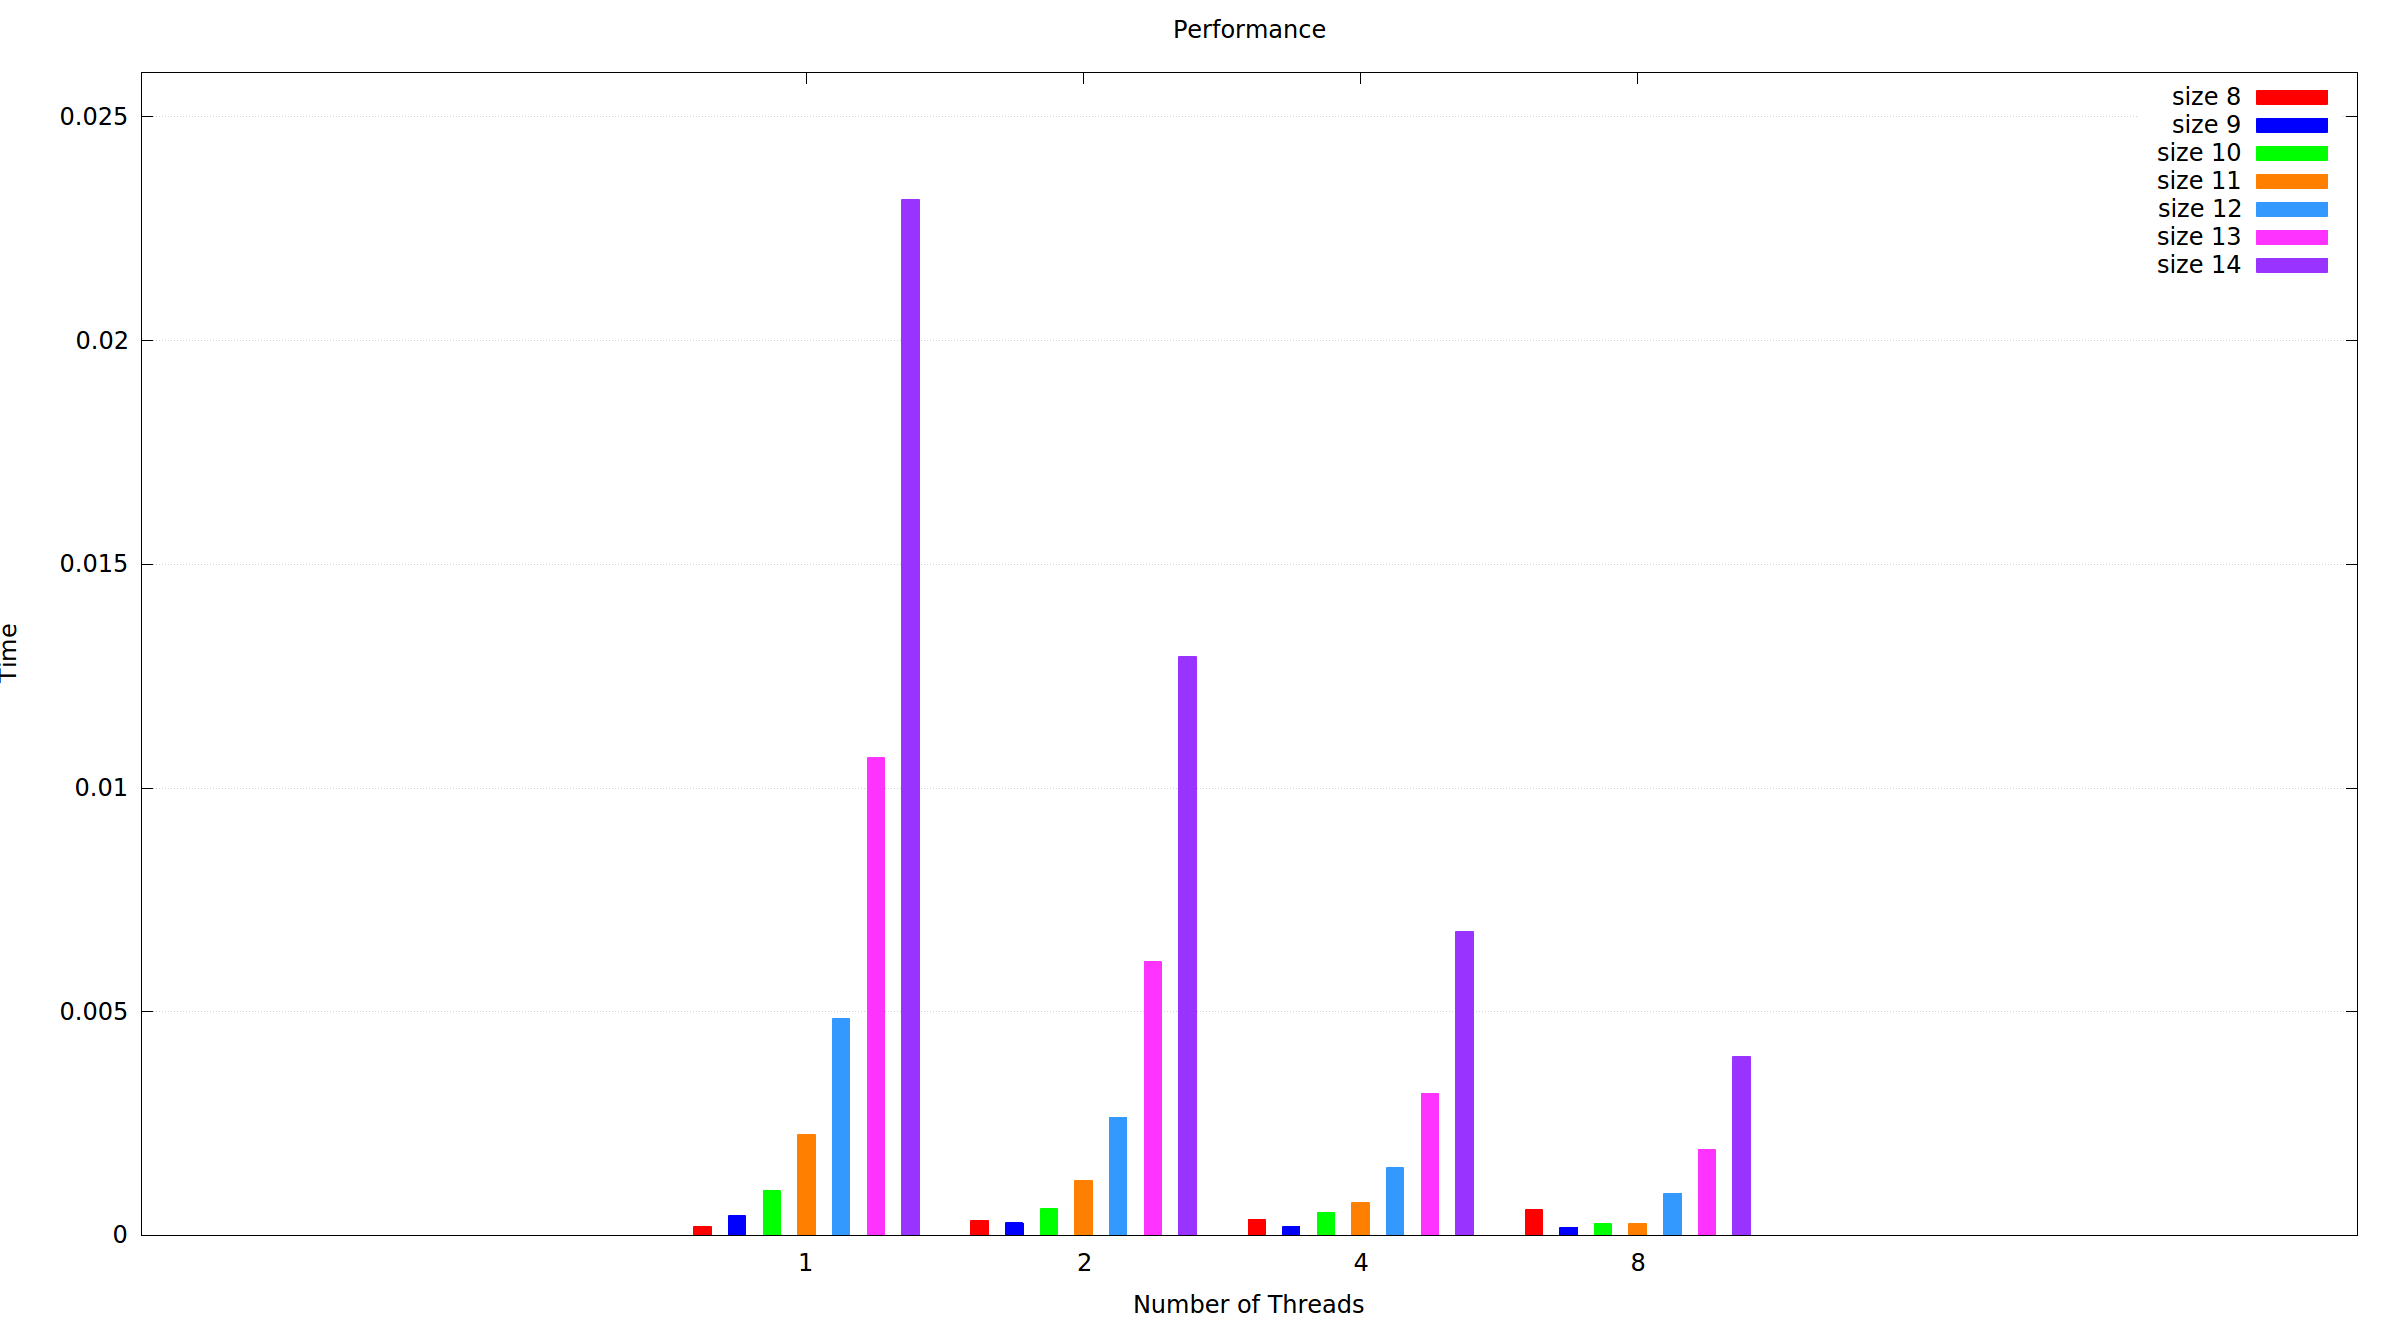 Performance
size 8
size 9
size 10
size 11
size 12
size 13
size 14
0.025
0.02
0.015
0.01
0.005
0
Time
1 2 4 8
Number of Threads